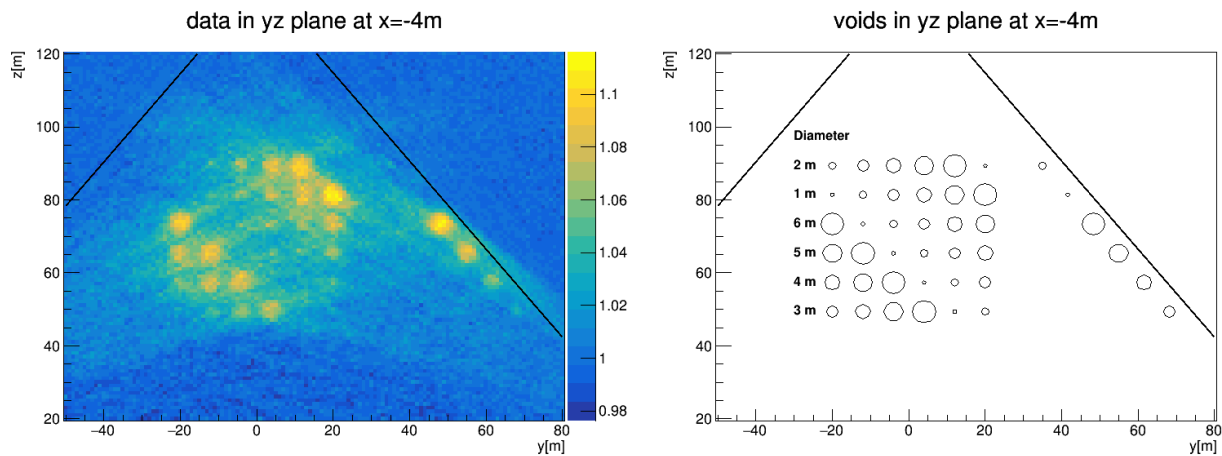 data in yz plane at x=-4m
z[m]
120
100
80
60
40
20
−40
−20
0
20
40
60
80
y[m]
1.1
1.08
1.06
1.04
1.02
1
0.98
voids in yz plane at x=-4m
z[m]
120
100
80
60
40
20
Diameter
2 m
1 m
6 m
5 m
4 m
3 m
−40
−20
0
20
40
60
80
y[m]